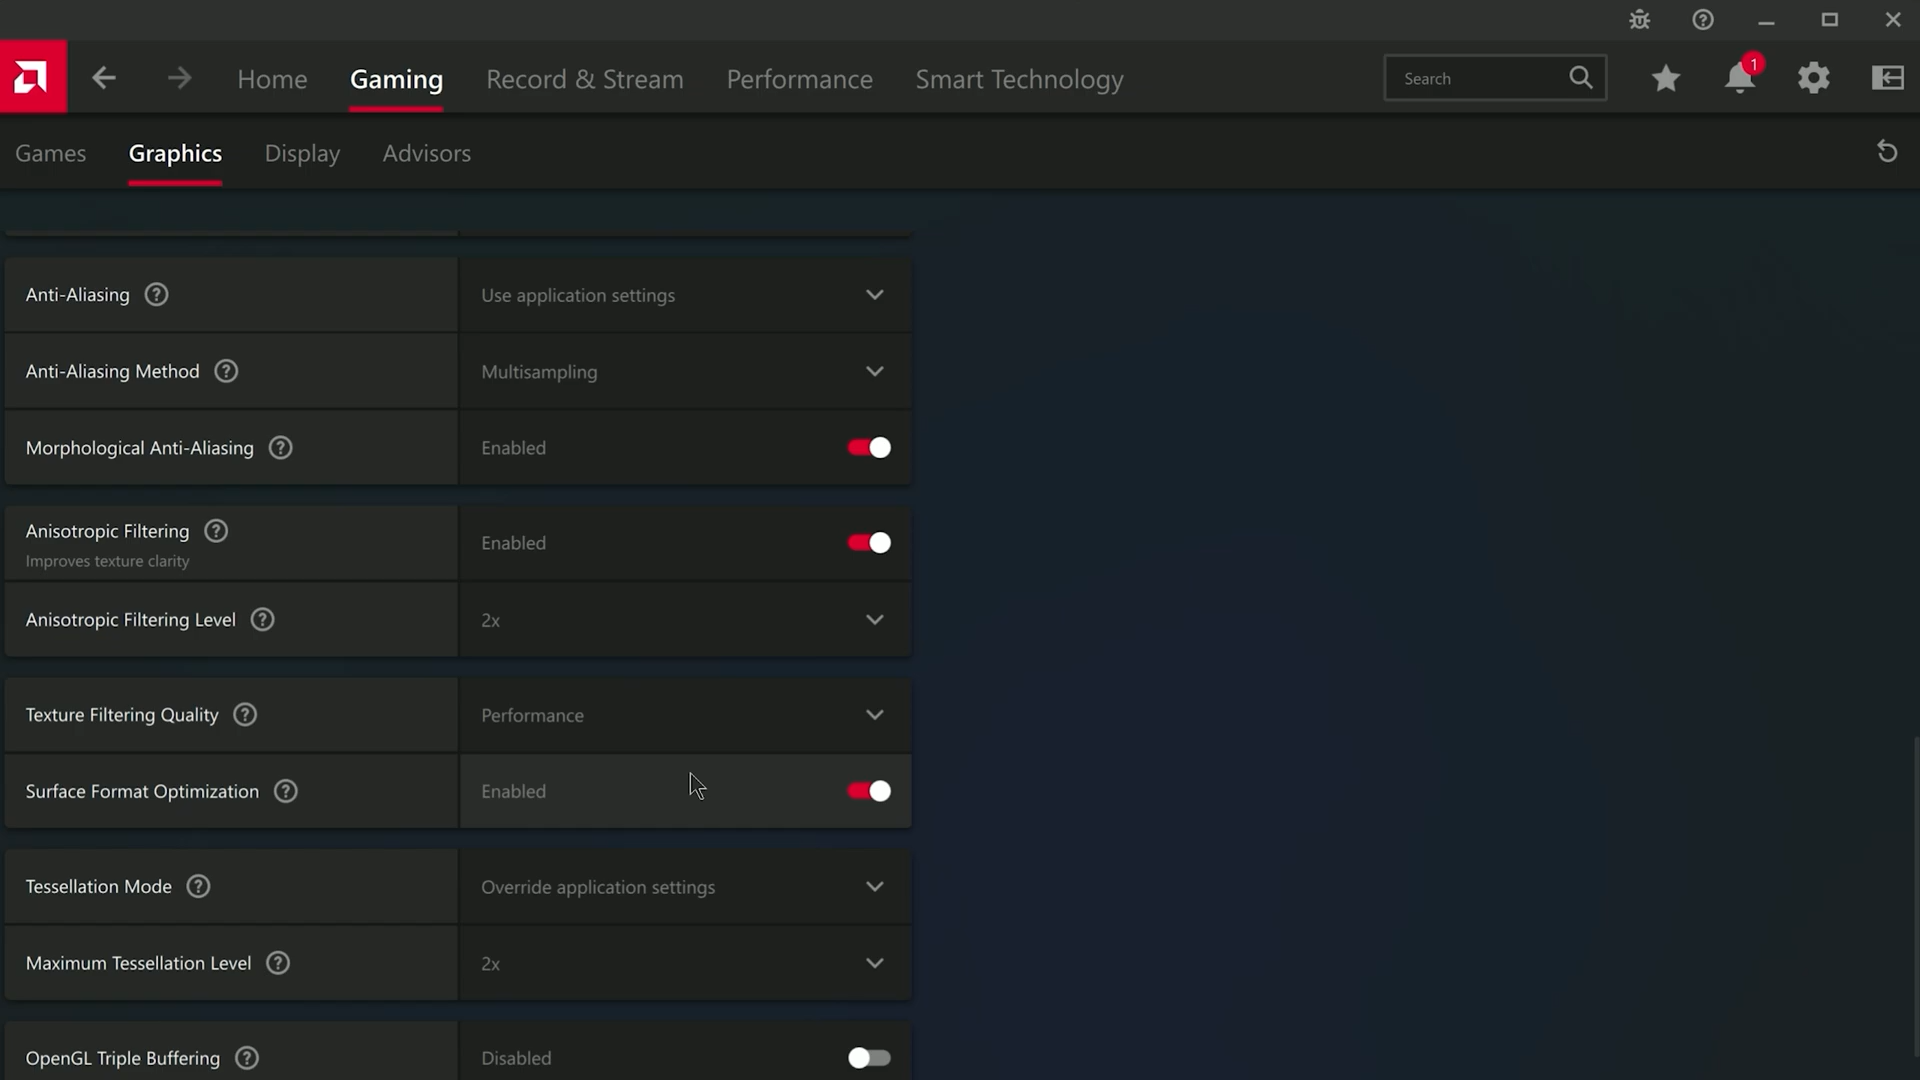 Home Gaming Record & Stream Performance Smart Technology Search 1
Games Graphics Display Advisors
Anti-Aliasing Use application settings
Anti-Aliasing Method Multisampling
Morphological Anti-Aliasing Enabled
Anisotropic Filtering Enabled
Improves texture clarity
Anisotropic Filtering Level 2x
Texture Filtering Quality Performance
Surface Format Optimization Enabled
Tessellation Mode Override application settings
Maximum Tessellation Level 2x
OpenGL Triple Buffering Disabled